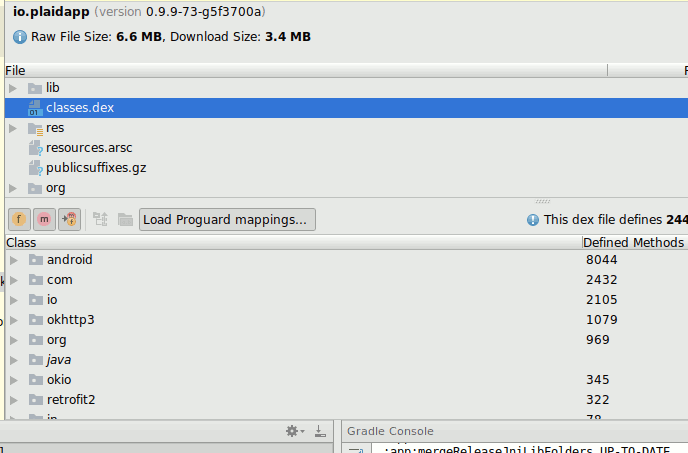 io.plaidapp (version 0.9.9-73-g5f3700a)
Raw File Size: 6.6 MB, Download Size: 3.4 MB
File
lib
classes.dex
res
resources.arsc
publicsuffixes.gz
org
f m Load Proguard mappings... This dex file defines 244
Class Defined Methods
android 8044
com 2432
io 2105
okhttp3 1079
org 969
java
okio 345
retrofit2 322
in 78
Gradle Console
:app:mergeReleaseJniLibFolders UP-TO-DATE